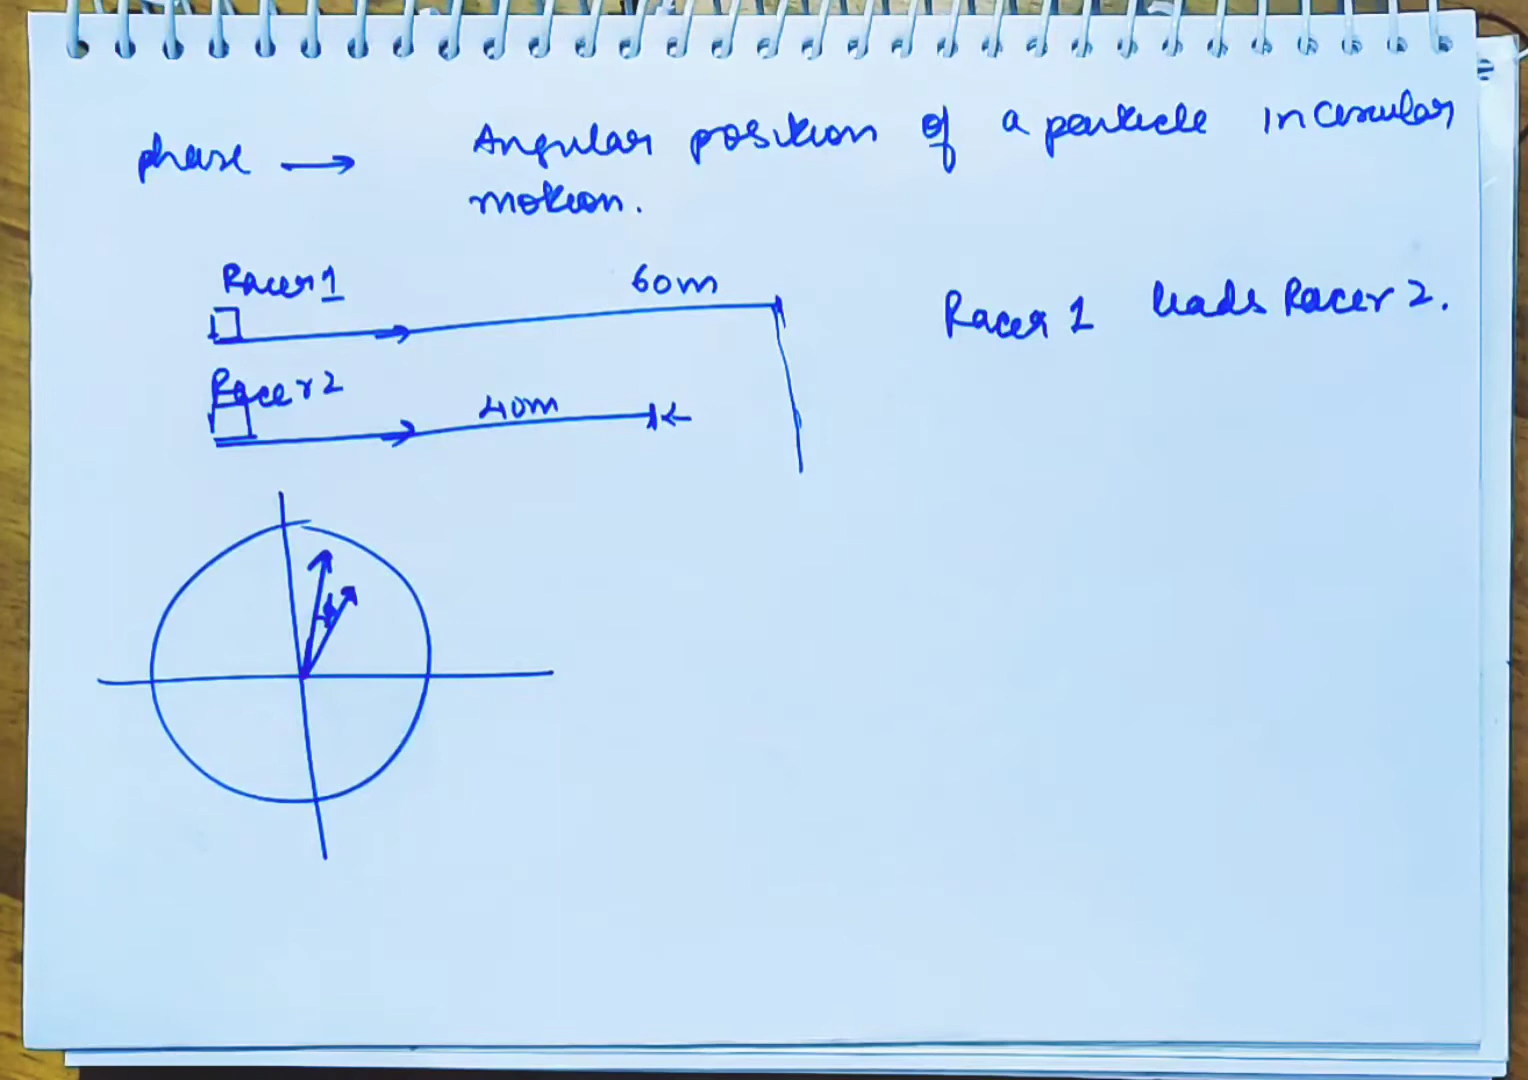 phase → Angular position of a particle in circular
motion.
Racer 1
60m
Racer 1 leads Racer 2.
Racer 2
40m
ϕ